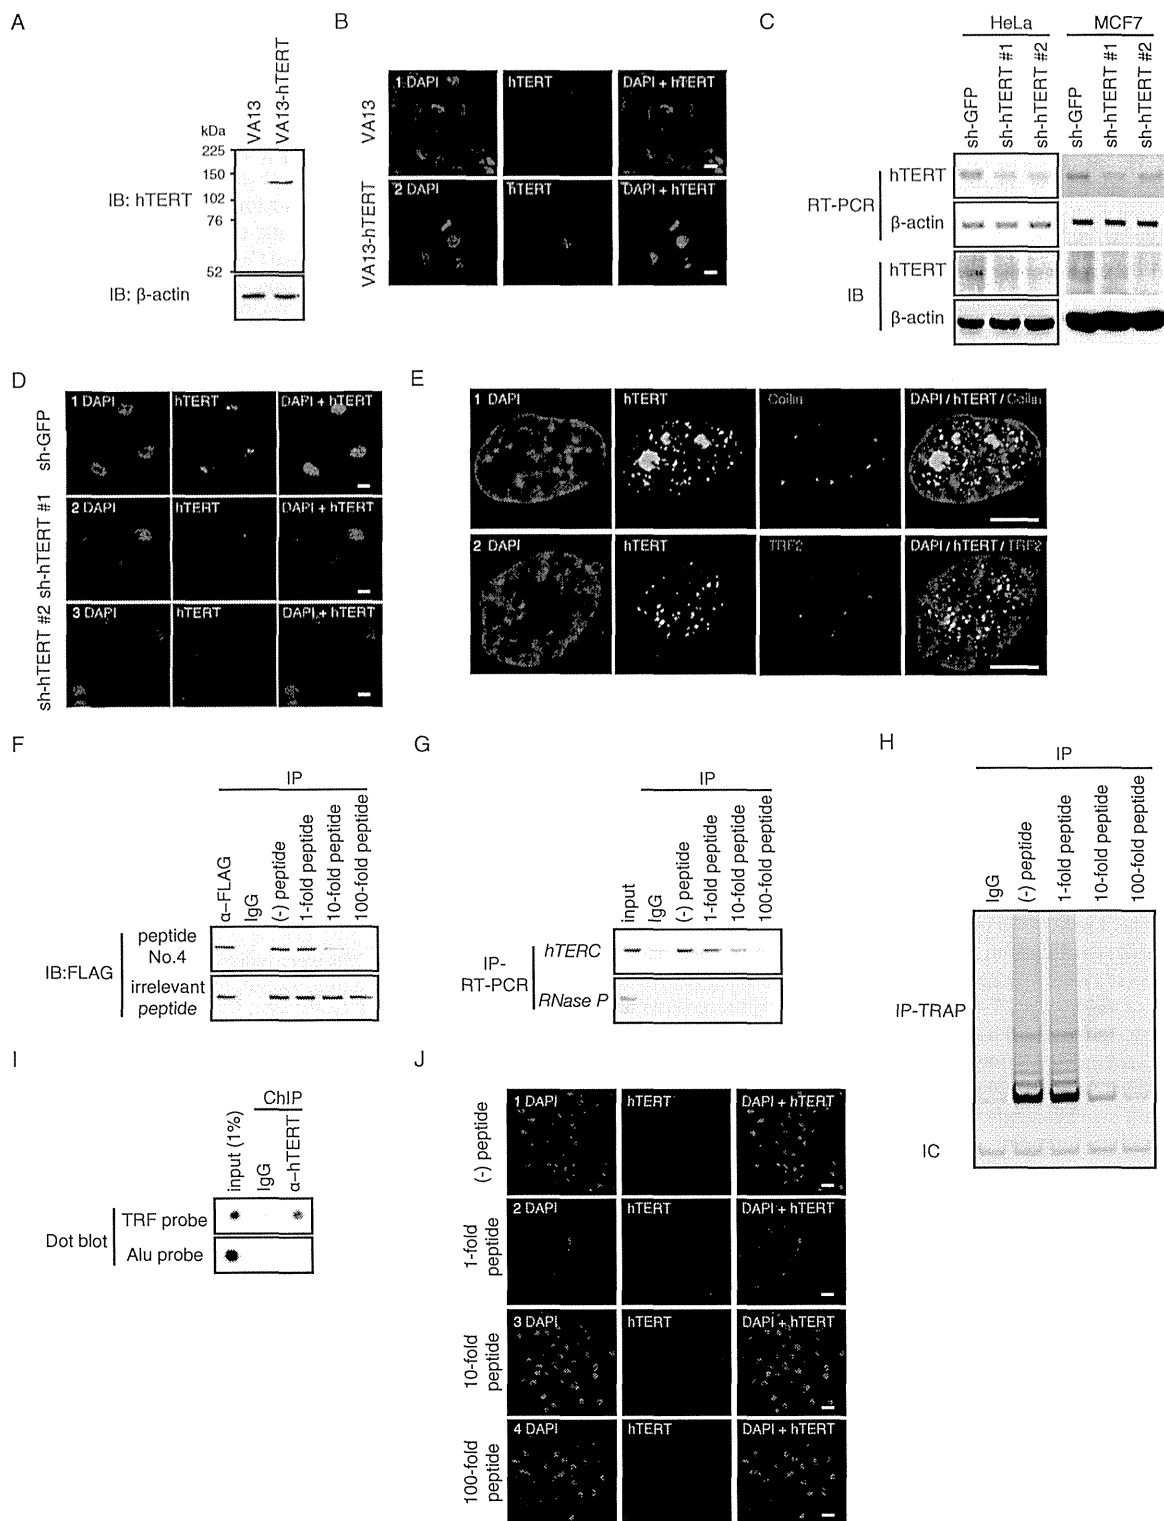 A
VA13
VA13-hTERT
kDa
225
150
102
76
52
IB: hTERT
IB: β-actin
B
VA13
1 DAPI
hTERT
DAPI + hTERT
VA13-hTERT
2 DAPI
hTERT
DAPI + hTERT
C
HeLa
MCF7
sh-GFP
sh-hTERT #1
sh-hTERT #2
sh-GFP
sh-hTERT #1
sh-hTERT #2
RT-PCR
hTERT
β-actin
IB
hTERT
β-actin
D
sh-GFP
1 DAPI
hTERT
DAPI + hTERT
sh-hTERT #1
2 DAPI
hTERT
DAPI + hTERT
sh-hTERT #2
3 DAPI
hTERT
DAPI + hTERT
E
1 DAPI
hTERT
Coilin
DAPI / hTERT / Coilin
2 DAPI
hTERT
TRF2
DAPI / hTERT / TRF2
F
IP
α–FLAG
IgG
(-) peptide
1-fold peptide
10-fold peptide
100-fold peptide
IB:FLAG
peptide
No.4
irrelevant
peptide
G
IP
input
IgG
(-) peptide
1-fold peptide
10-fold peptide
100-fold peptide
IP-
RT-PCR
hTERC
RNase P
H
IP
IgG
(-) peptide
1-fold peptide
10-fold peptide
100-fold peptide
IP-TRAP
IC
I
ChIP
input (1%)
IgG
α–hTERT
Dot blot
TRF probe
Alu probe
J
(-) peptide
1 DAPI
hTERT
DAPI + hTERT
1-fold
peptide
2 DAPI
hTERT
DAPI + hTERT
10-fold
peptide
3 DAPI
hTERT
DAPI + hTERT
100-fold
peptide
4 DAPI
hTERT
DAPI + hTERT